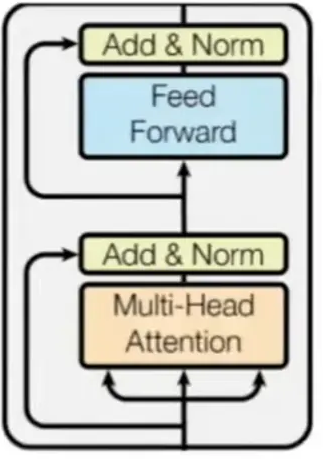 Add & Norm
Feed
Forward
Add & Norm
Multi-Head
Attention